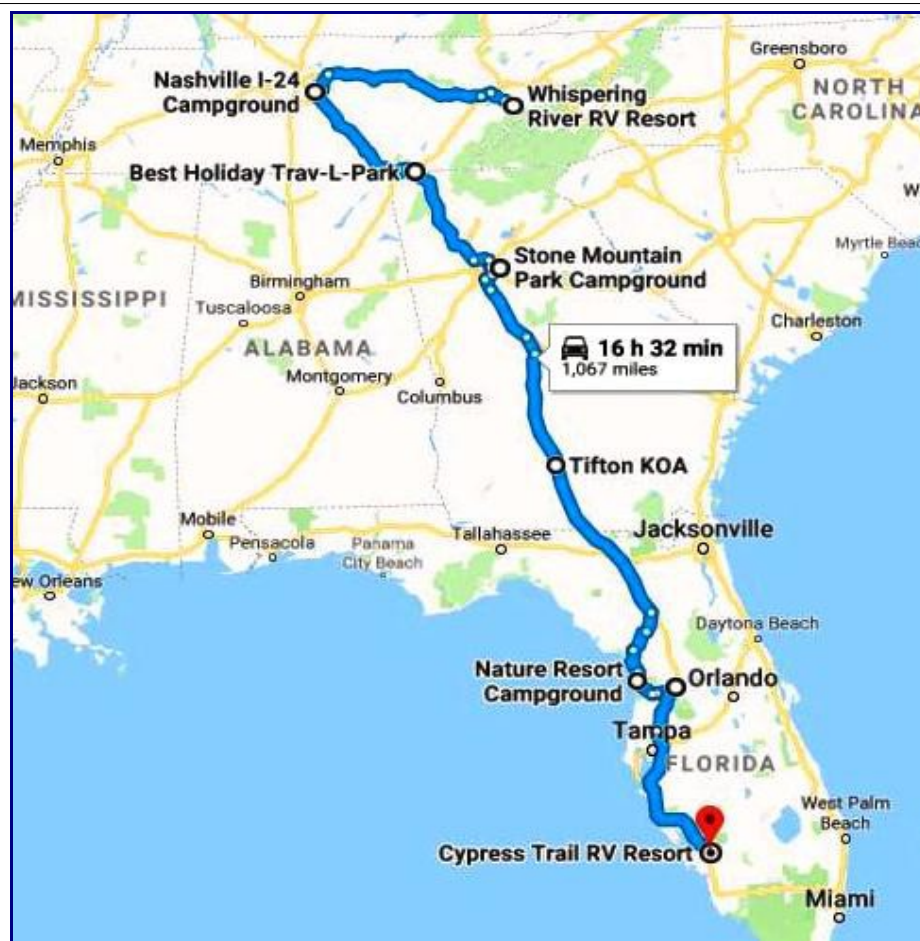 Greensboro
Nashville I-24
Campground
NORTH
CAROLINA
Whispering
River RV Resort
Memphis
Best Holiday Trav-L-Park
Myrtle Beac
Stone Mountain
Park Campground
Birmingham
MISSISSIPPI
Tuscaloosa
Charleston
ALABAMA
16 h 32 min
1,067 miles
Jackson
Montgomery
Columbus
Tifton KOA
Mobile
Pensacola
Panama
City Beach
Tallahassee
Jacksonville
ew Orleans
Daytona Beach
Nature Resort
Campground
Orlando
Tampa
FLORIDA
West Palm
Beach
Cypress Trail RV Resort
Miami